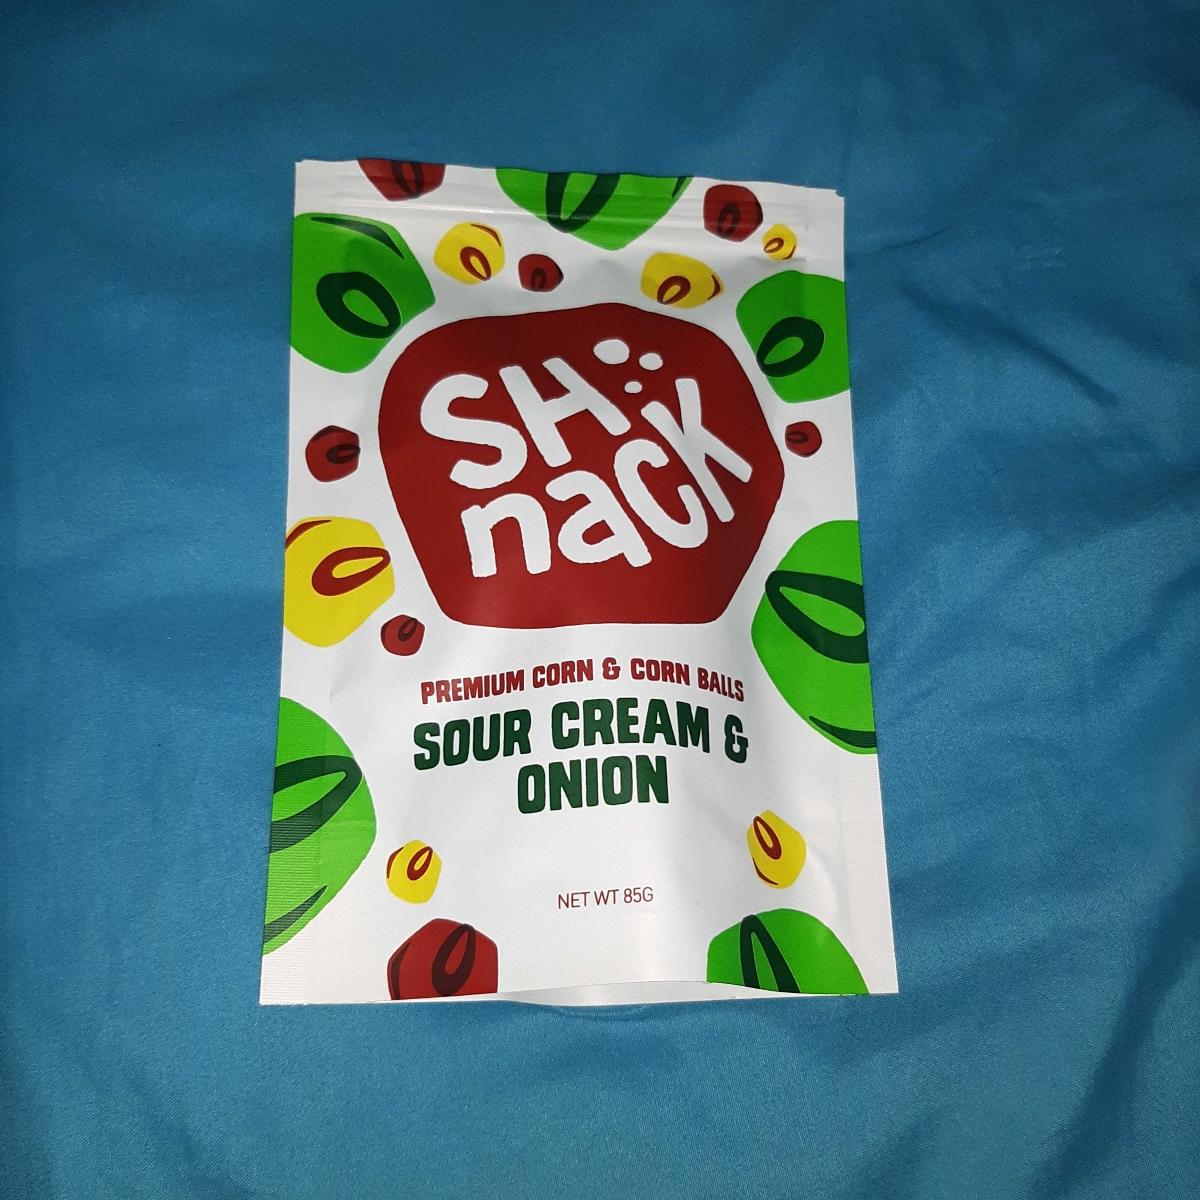 SH
nacK
PREMIUM CORN & CORN BALLS
SOUR CREAM &
ONION
NET WT 85G